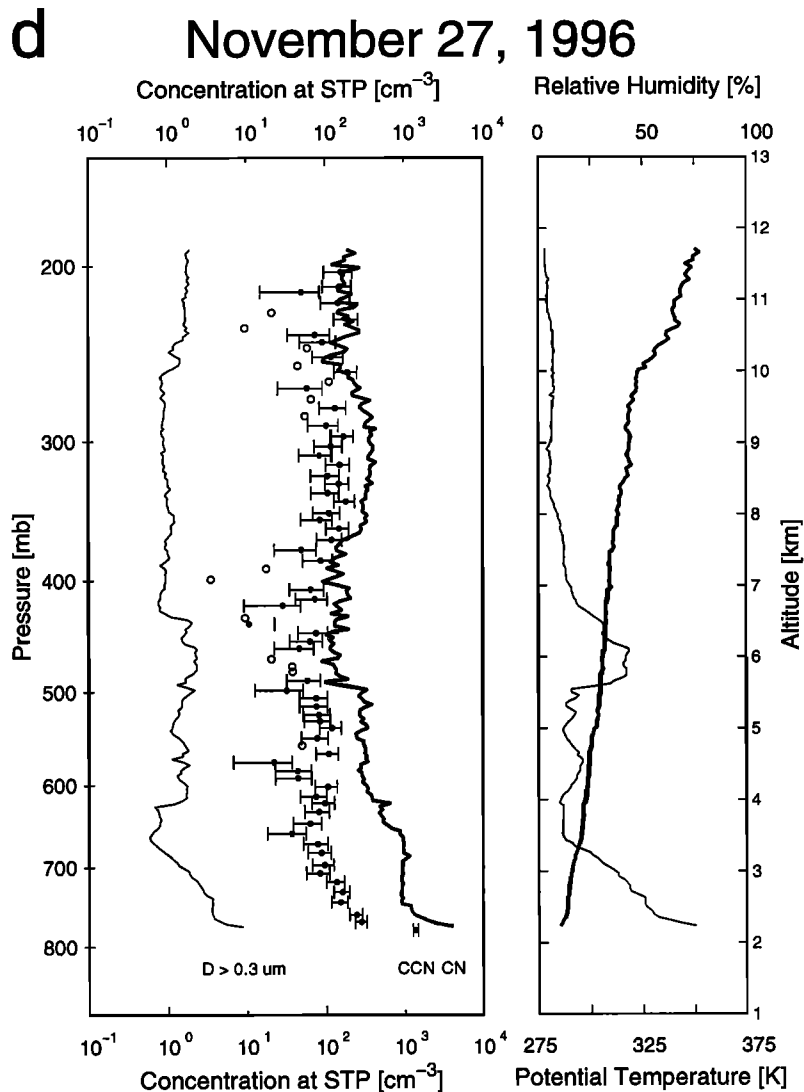 d November 27, 1996
Concentration at STP [cm⁻³] Relative Humidity [%]
10⁻¹ 10⁰ 10¹ 10² 10³ 10⁴ 0 50 100
13
12
200
11
10
300
9
8
Pressure [mb]
Altitude [km]
400
7
6
500
5
600
4
700
3
800
2
D > 0.3 um CCN CN
1
10⁻¹ 10⁰ 10¹ 10² 10³ 10⁴ 275 325 375
Concentration at STP [cm⁻³] Potential Temperature [K]